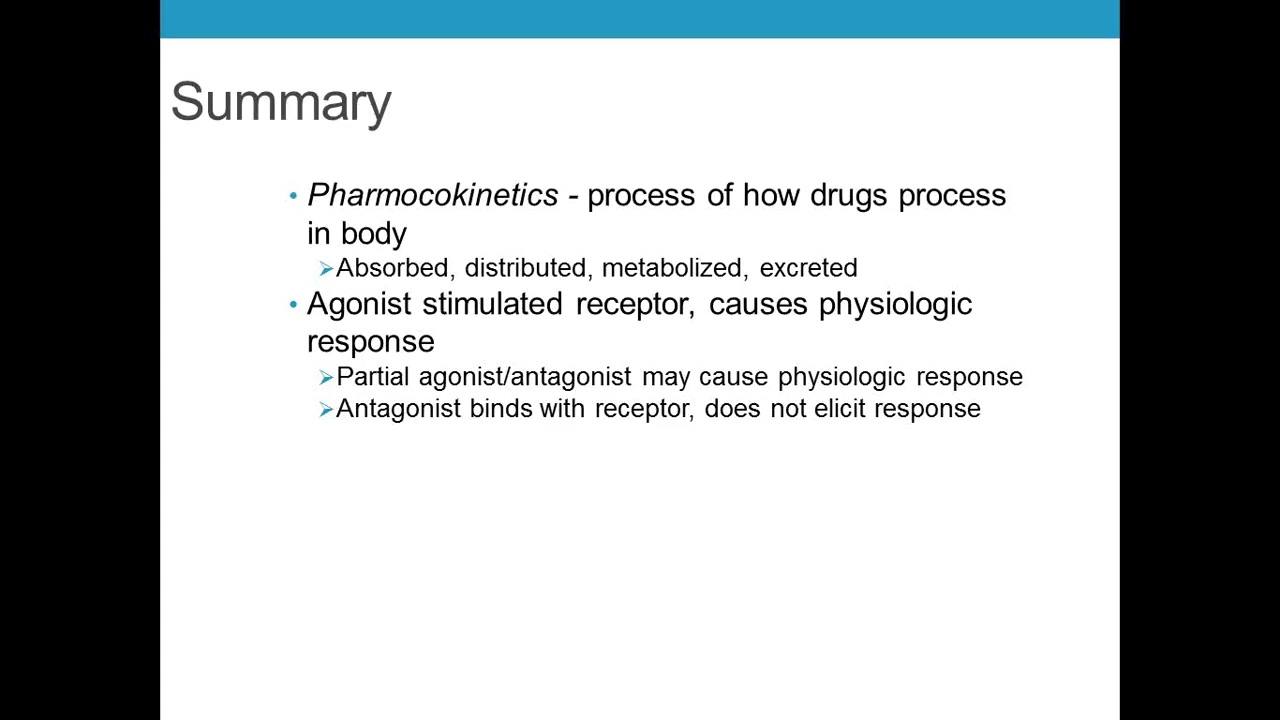 Summary
• Pharmocokinetics - process of how drugs process
in body
➢Absorbed, distributed, metabolized, excreted
• Agonist stimulated receptor, causes physiologic
response
➢Partial agonist/antagonist may cause physiologic response
➢Antagonist binds with receptor, does not elicit response